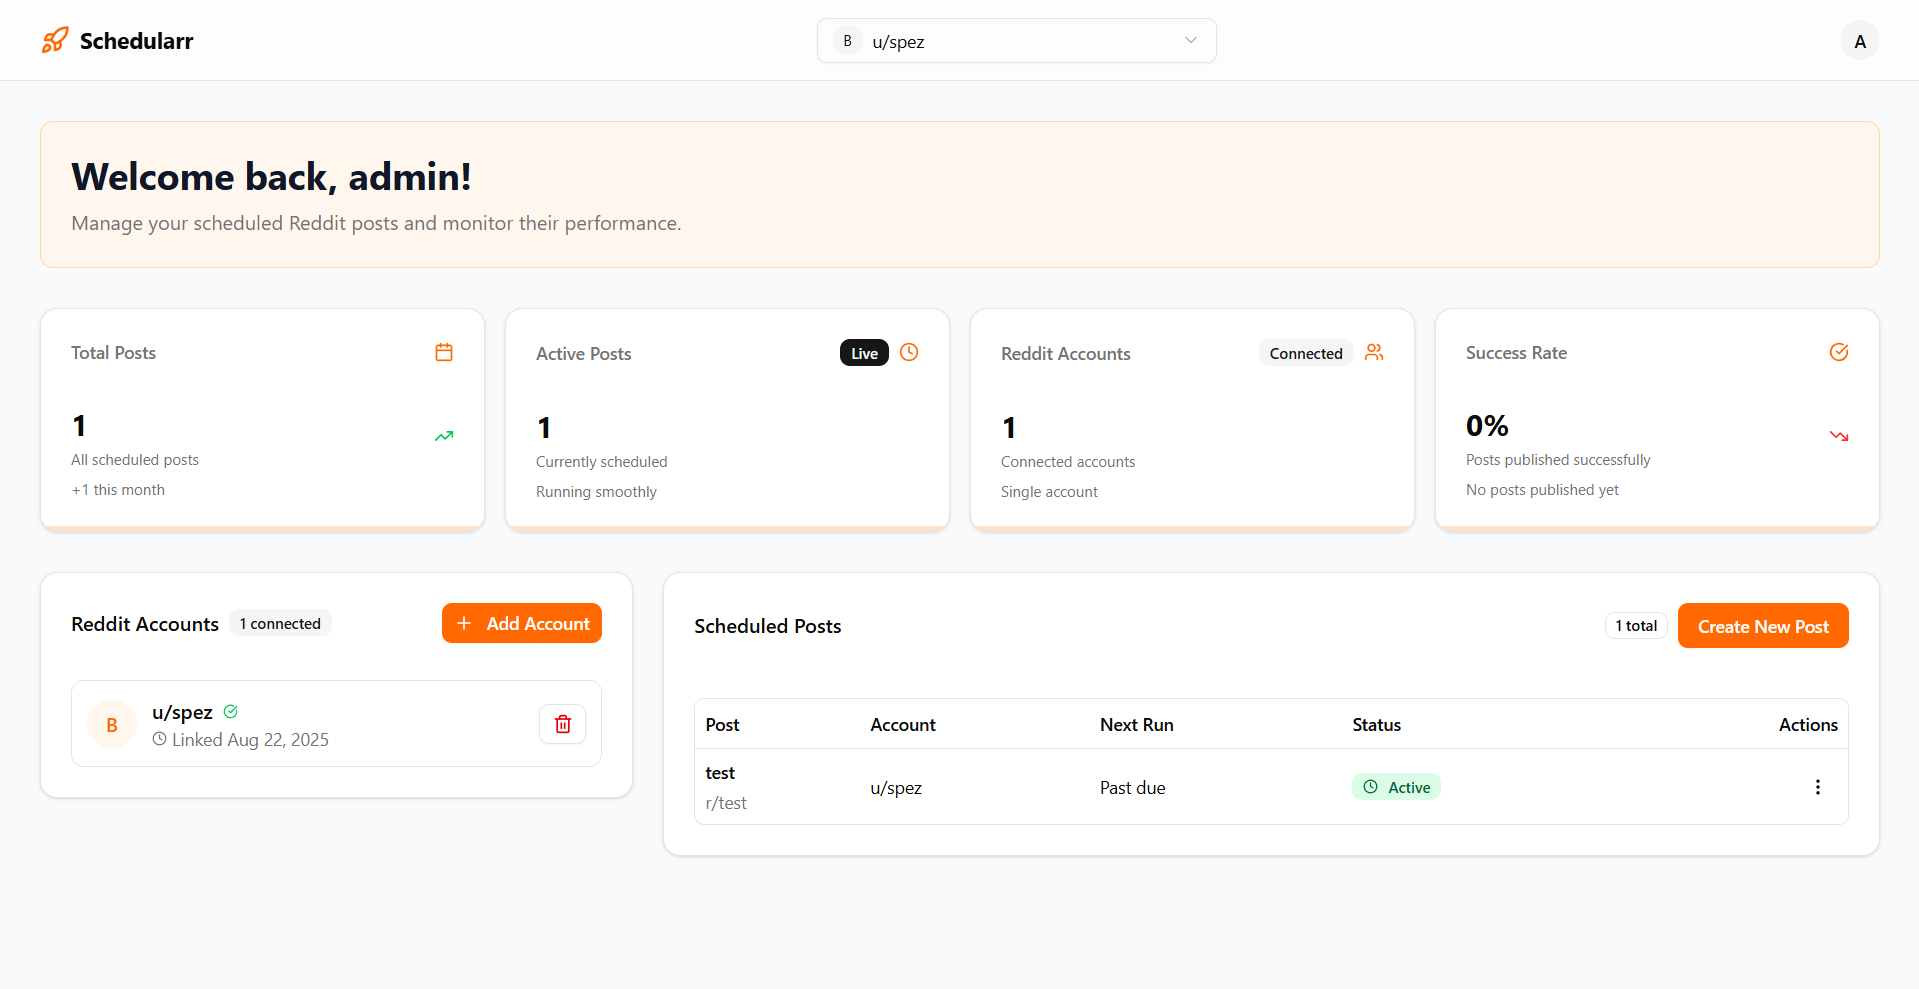 Schedularr
B u/spez
A
Welcome back, admin!
Manage your scheduled Reddit posts and monitor their performance.
Total Posts
1
All scheduled posts
+1 this month
Active Posts
Live
1
Currently scheduled
Running smoothly
Reddit Accounts
Connected
1
Connected accounts
Single account
Success Rate
0%
Posts published successfully
No posts published yet
Reddit Accounts 1 connected
Add Account
B
u/spez
Linked Aug 22, 2025
Scheduled Posts
1 total
Create New Post
Post Account Next Run Status Actions
test
r/test
u/spez
Past due
Active